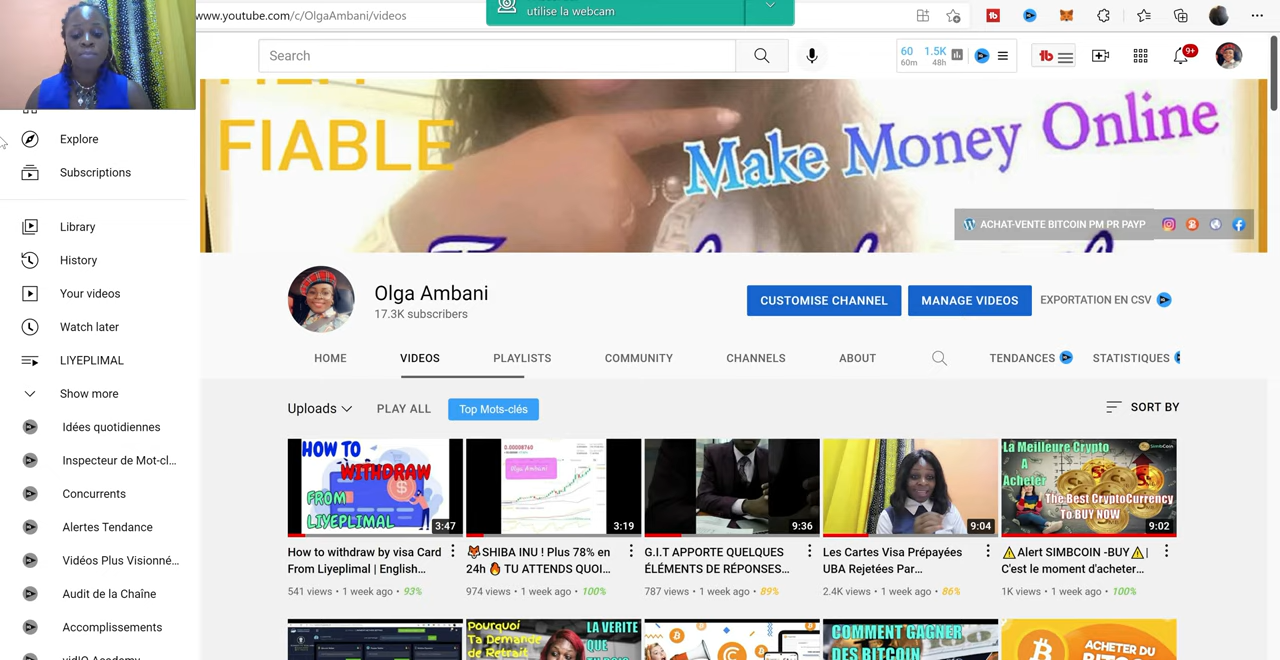 www.youtube.com/c/OlgaAmbani/videos
utilise la webcam
Search
60 1.5K
60m 48h
9+
Explore
Subscriptions
Library
History
Your videos
Watch later
LIYEPLIMAL
Show more
Idées quotidiennes
Inspecteur de Mot-cl...
Concurrents
Alertes Tendance
Vidéos Plus Visionné...
Audit de la Chaîne
Accomplissements
FIABLE
Make Money Online
ACHAT-VENTE BITCOIN PM PR PAYP
Olga Ambani
17.3K subscribers
CUSTOMISE CHANNEL
MANAGE VIDEOS
EXPORTATION EN CSV
HOME VIDEOS PLAYLISTS COMMUNITY CHANNELS ABOUT TENDANCES STATISTIQUES
Uploads PLAY ALL Top Mots-clés SORT BY
HOW TO
WITHDRAW
FROM
LIYEPLIMAL
3:47
How to withdraw by visa Card
From Liyeplimal | English...
541 views • 1 week ago • 93%
0.00008760
Olga Ambani
3:19
SHIBA INU ! Plus 78% en
24h 🔥 TU ATTENDS QUOI...
974 views • 1 week ago • 100%
9:36
G.I.T APPORTE QUELQUES
ÉLÉMENTS DE RÉPONSES...
787 views • 1 week ago • 89%
9:04
Les Cartes Visa Prépayées
UBA Rejetées Par...
2.4K views • 1 week ago • 86%
La Meilleure Crypto
A
Acheter
SimbCoin
The Best CryptoCurrency
To BUY NOW
9:02
⚠Alert SIMBCOIN -BUY⚠|
C'est le moment d'acheter...
1K views • 1 week ago • 100%
Pourquoi
Ta Demande
de Retrait
LA VERITE
QUE
COMMENT GAGNER
DES BITCOIN
ACHETER DU